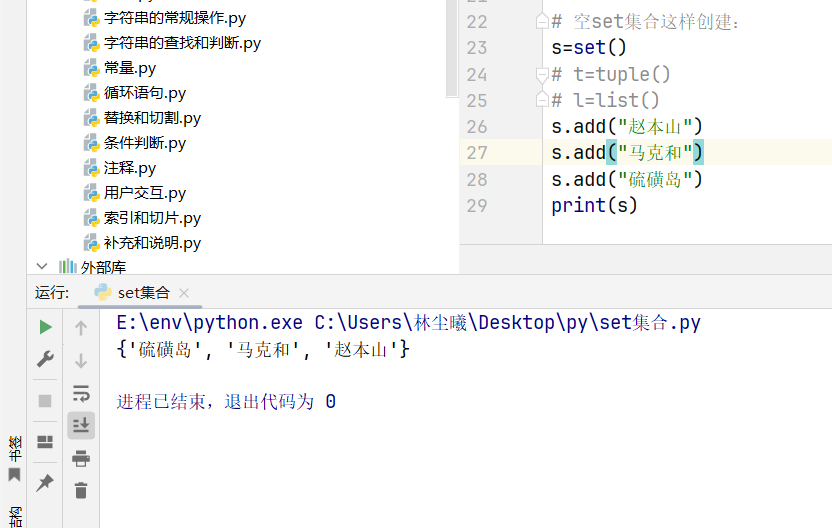 字符串的常规操作.py
字符串的查找和判断.py
常量.py
循环语句.py
替换和切割.py
条件判断.py
注释.py
用户交互.py
索引和切片.py
补充和说明.py
外部库
22 # 空set集合这样创建:
23 s=set()
24 # t=tuple()
25 # l=list()
26 s.add("赵本山")
27 s.add("马克和")
28 s.add("硫磺岛")
29 print(s)
运行: set集合
E:\env\python.exe C:\Users\林尘曦\Desktop\py\set集合.py
{'硫磺岛', '马克和', '赵本山'}
进程已结束,退出代码为 0
书签
结构